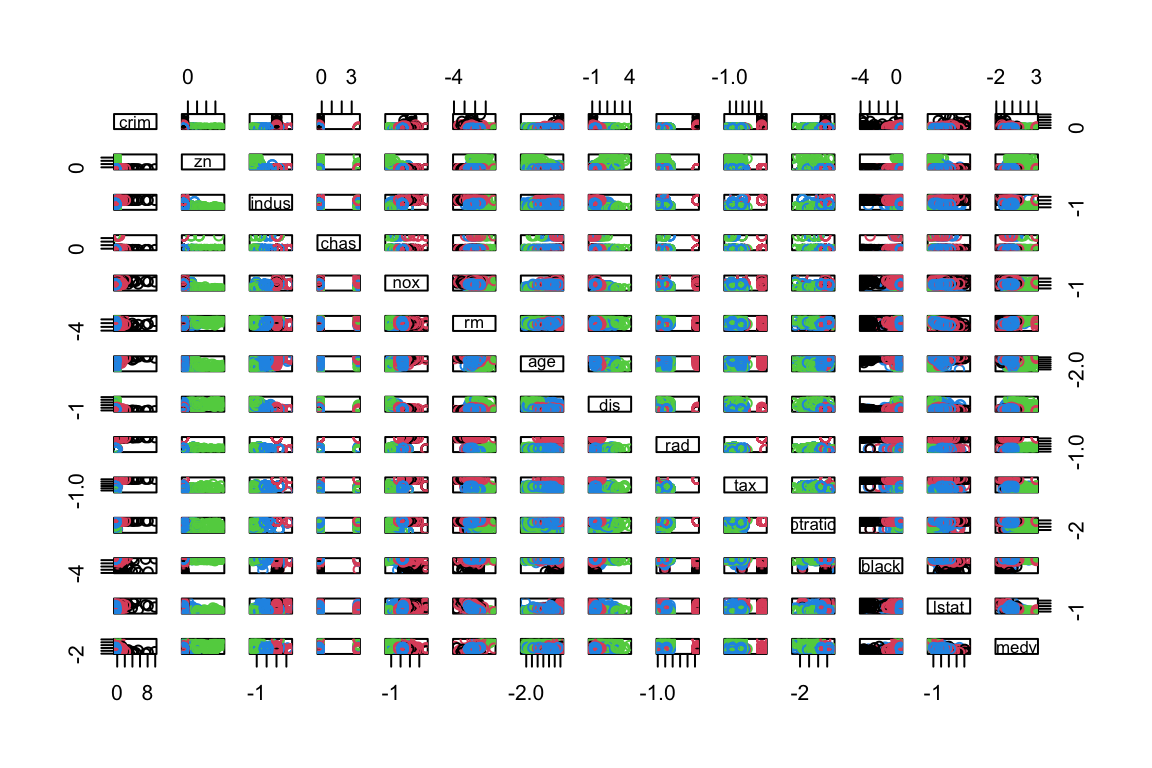 0 0 3 -4 -1 4 -1.0 -4 0 -2 3
crim 0
0 zn
indus -1
0 chas
nox -1
-4 rm
age -2.0
-1 dis
rad -1.0
-1.0 tax
ptratio -2
-4 black
lstat -1
-2 medv
0 8 -1 -1 -2.0 -1.0 -2 -1